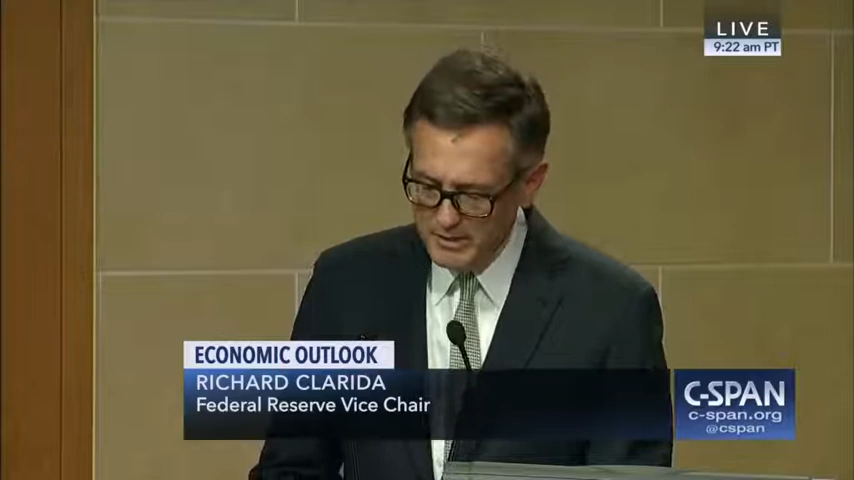 LIVE
9:22 am PT
ECONOMIC OUTLOOK
RICHARD CLARIDA
Federal Reserve Vice Chair
C-SPAN
c-span.org
@cspan